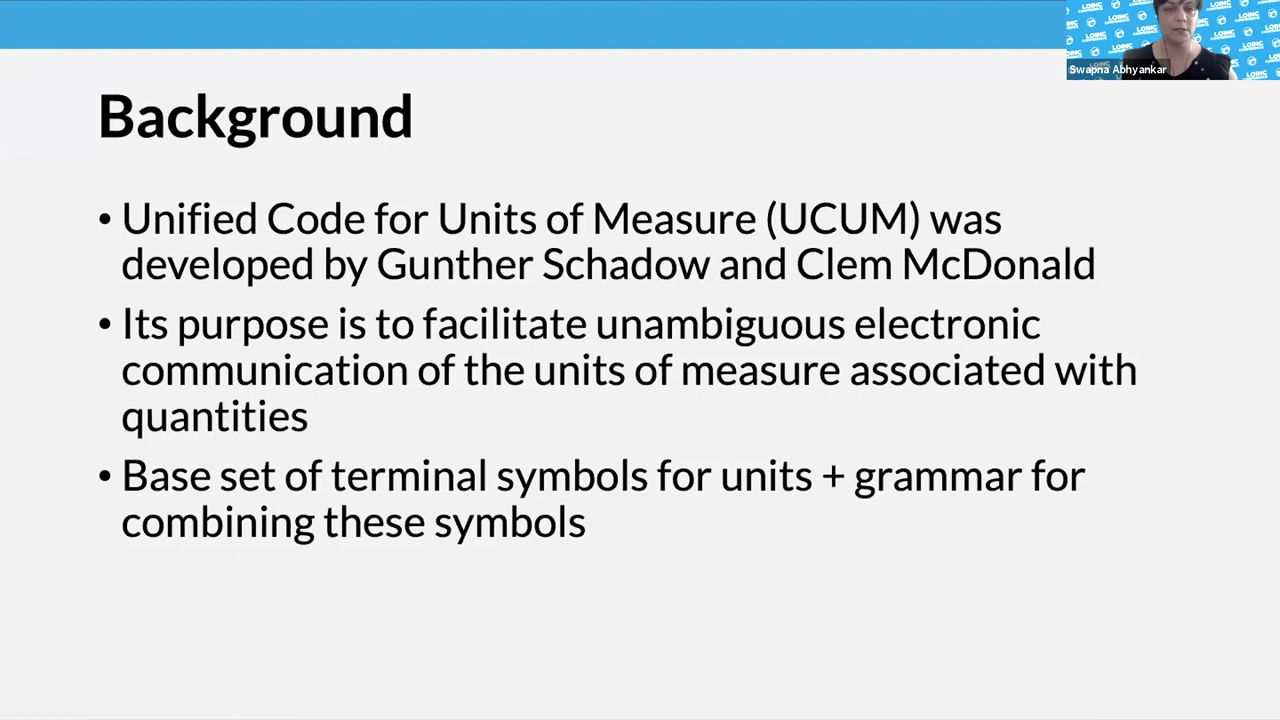 Background
• Unified Code for Units of Measure (UCUM) was
developed by Gunther Schadow and Clem McDonald
• Its purpose is to facilitate unambiguous electronic
communication of the units of measure associated with
quantities
• Base set of terminal symbols for units + grammar for
combining these symbols
Swapna Abhyankar